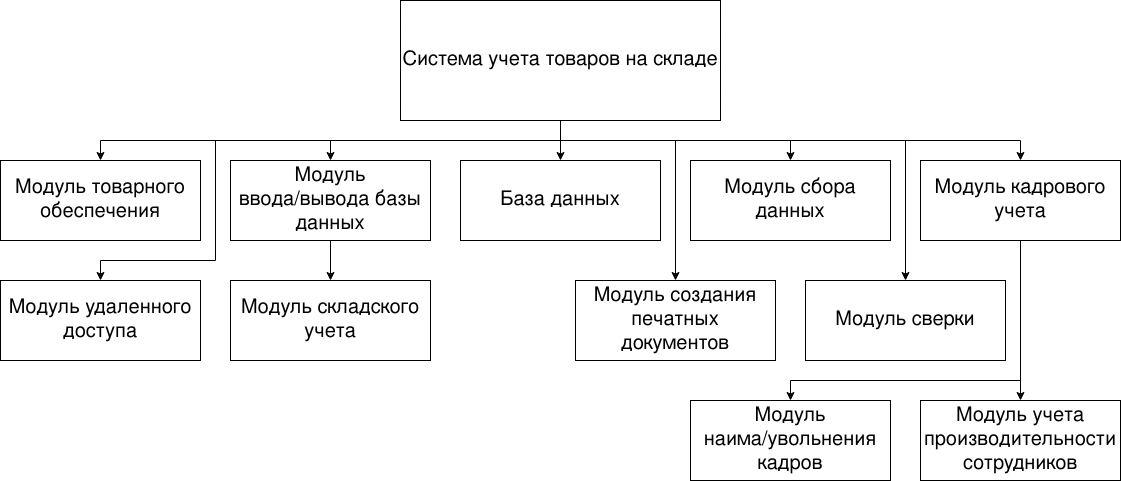 Система учета товаров на складе
Модуль товарного
обеспечения
Модуль
ввода/вывода базы
данных
База данных
Модуль сбора
данных
Модуль кадрового
учета
Модуль удаленного
доступа
Модуль складского
учета
Модуль создания
печатных
документов
Модуль сверки
Модуль
наима/увольнения
кадров
Модуль учета
производительности
сотрудников